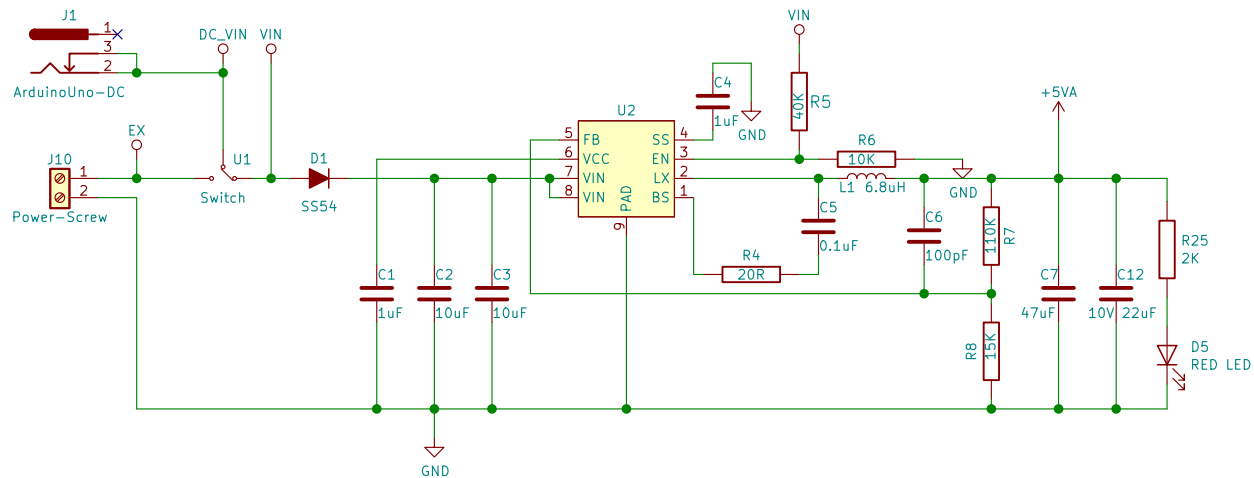 J1
1
3
2
ArduinoUno-DC
DC_VIN
VIN
EX
J10
1
2
Power-Screw
U1
Switch
D1
SS54
C1
1uF
C2
10uF
C3
10uF
U2
5 FB
6 VCC
7 VIN
8 VIN
SS 4
EN 3
LX 2
BS 1
PAD
9
C4
1uF
GND
VIN
40K
R5
R6
10K
GND
L1 6.8uH
C5
0.1uF
R4
20R
C6
100pF
110K
R7
R8
15K
+5VA
C7
47uF
C12
10V 22uF
R25
2K
D5
RED LED
GND